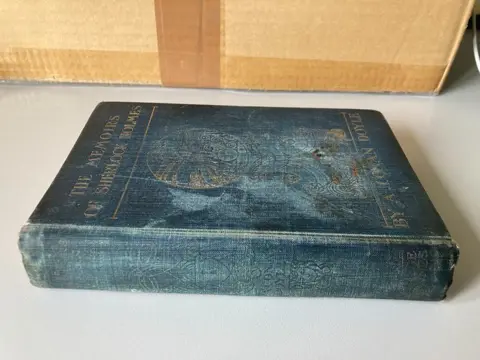 THE MEMOIRS
OF SHERLOCK HOLMES
BY A. CONAN DOYLE